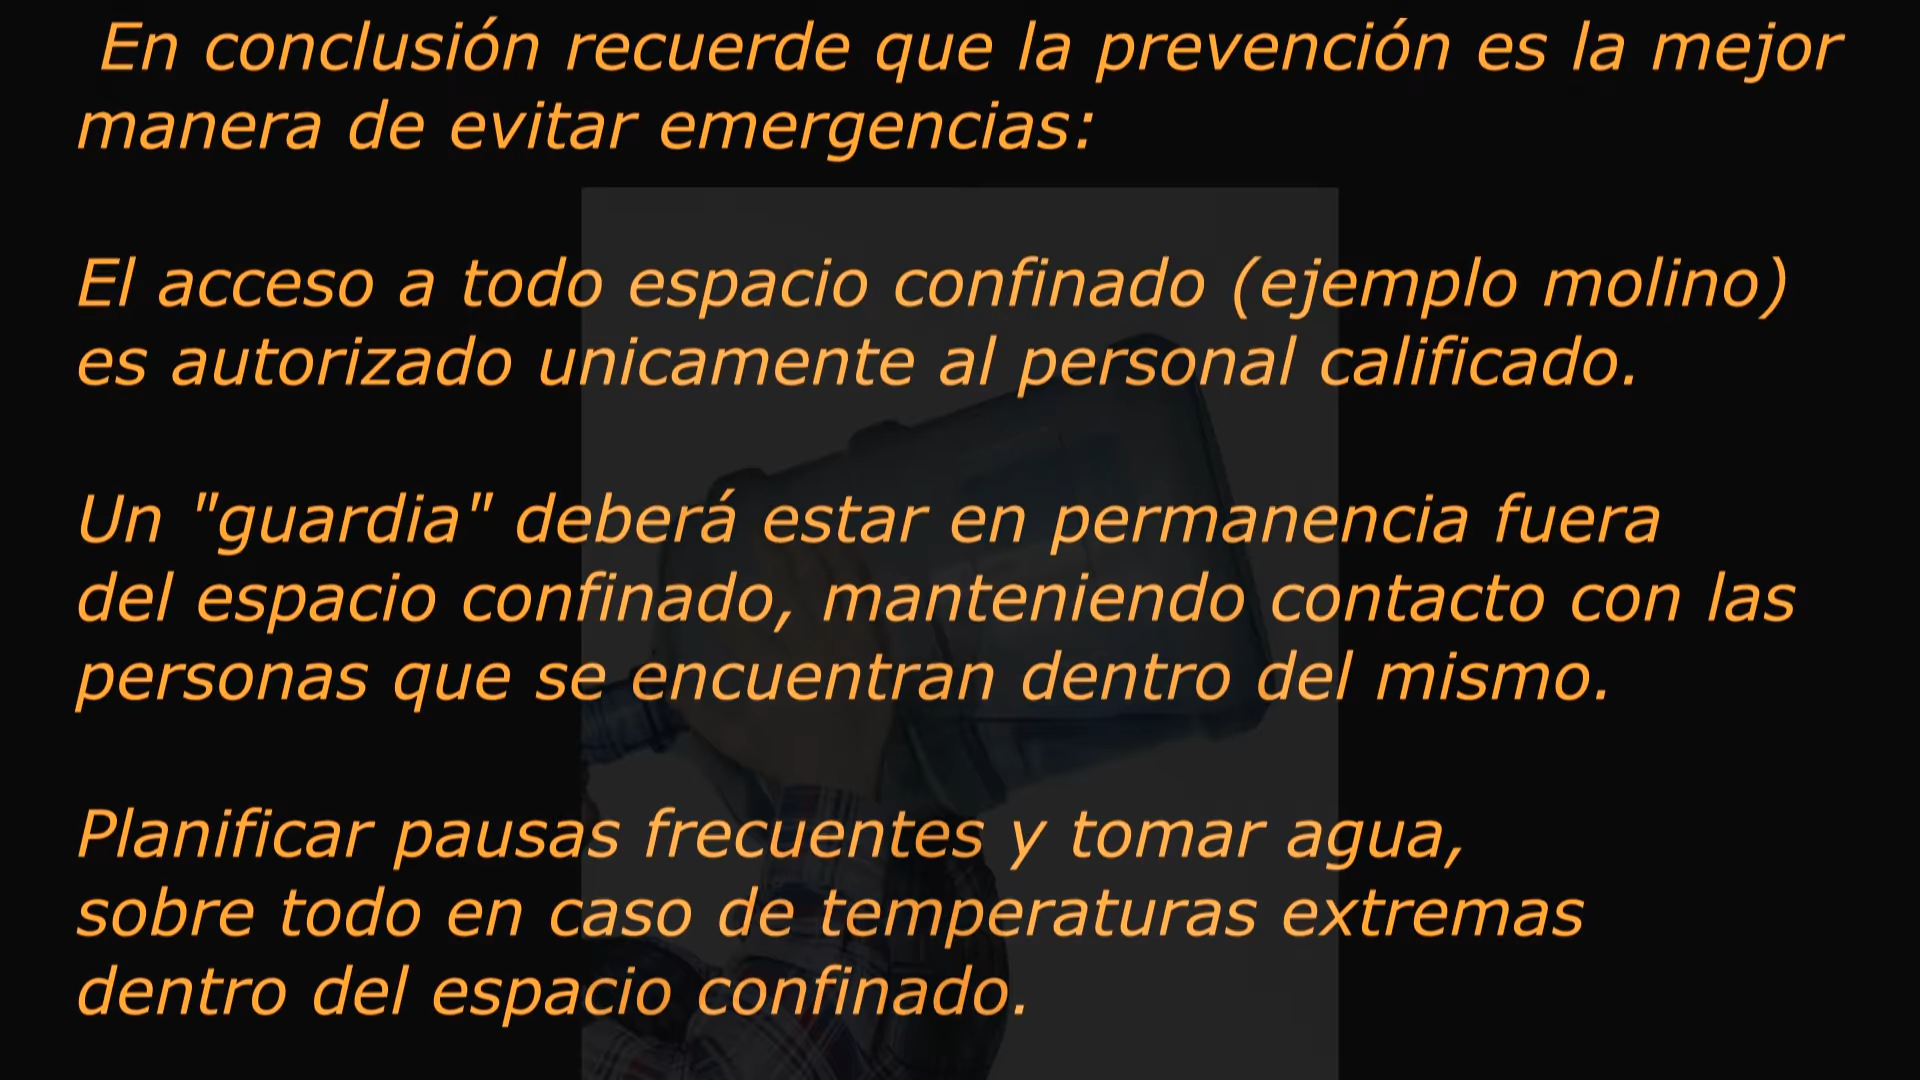 En conclusión recuerde que la prevención es la mejor
manera de evitar emergencias:
El acceso a todo espacio confinado (ejemplo molino)
es autorizado unicamente al personal calificado.
Un "guardia" deberá estar en permanencia fuera
del espacio confinado, manteniendo contacto con las
personas que se encuentran dentro del mismo.
Planificar pausas frecuentes y tomar agua,
sobre todo en caso de temperaturas extremas
dentro del espacio confinado.